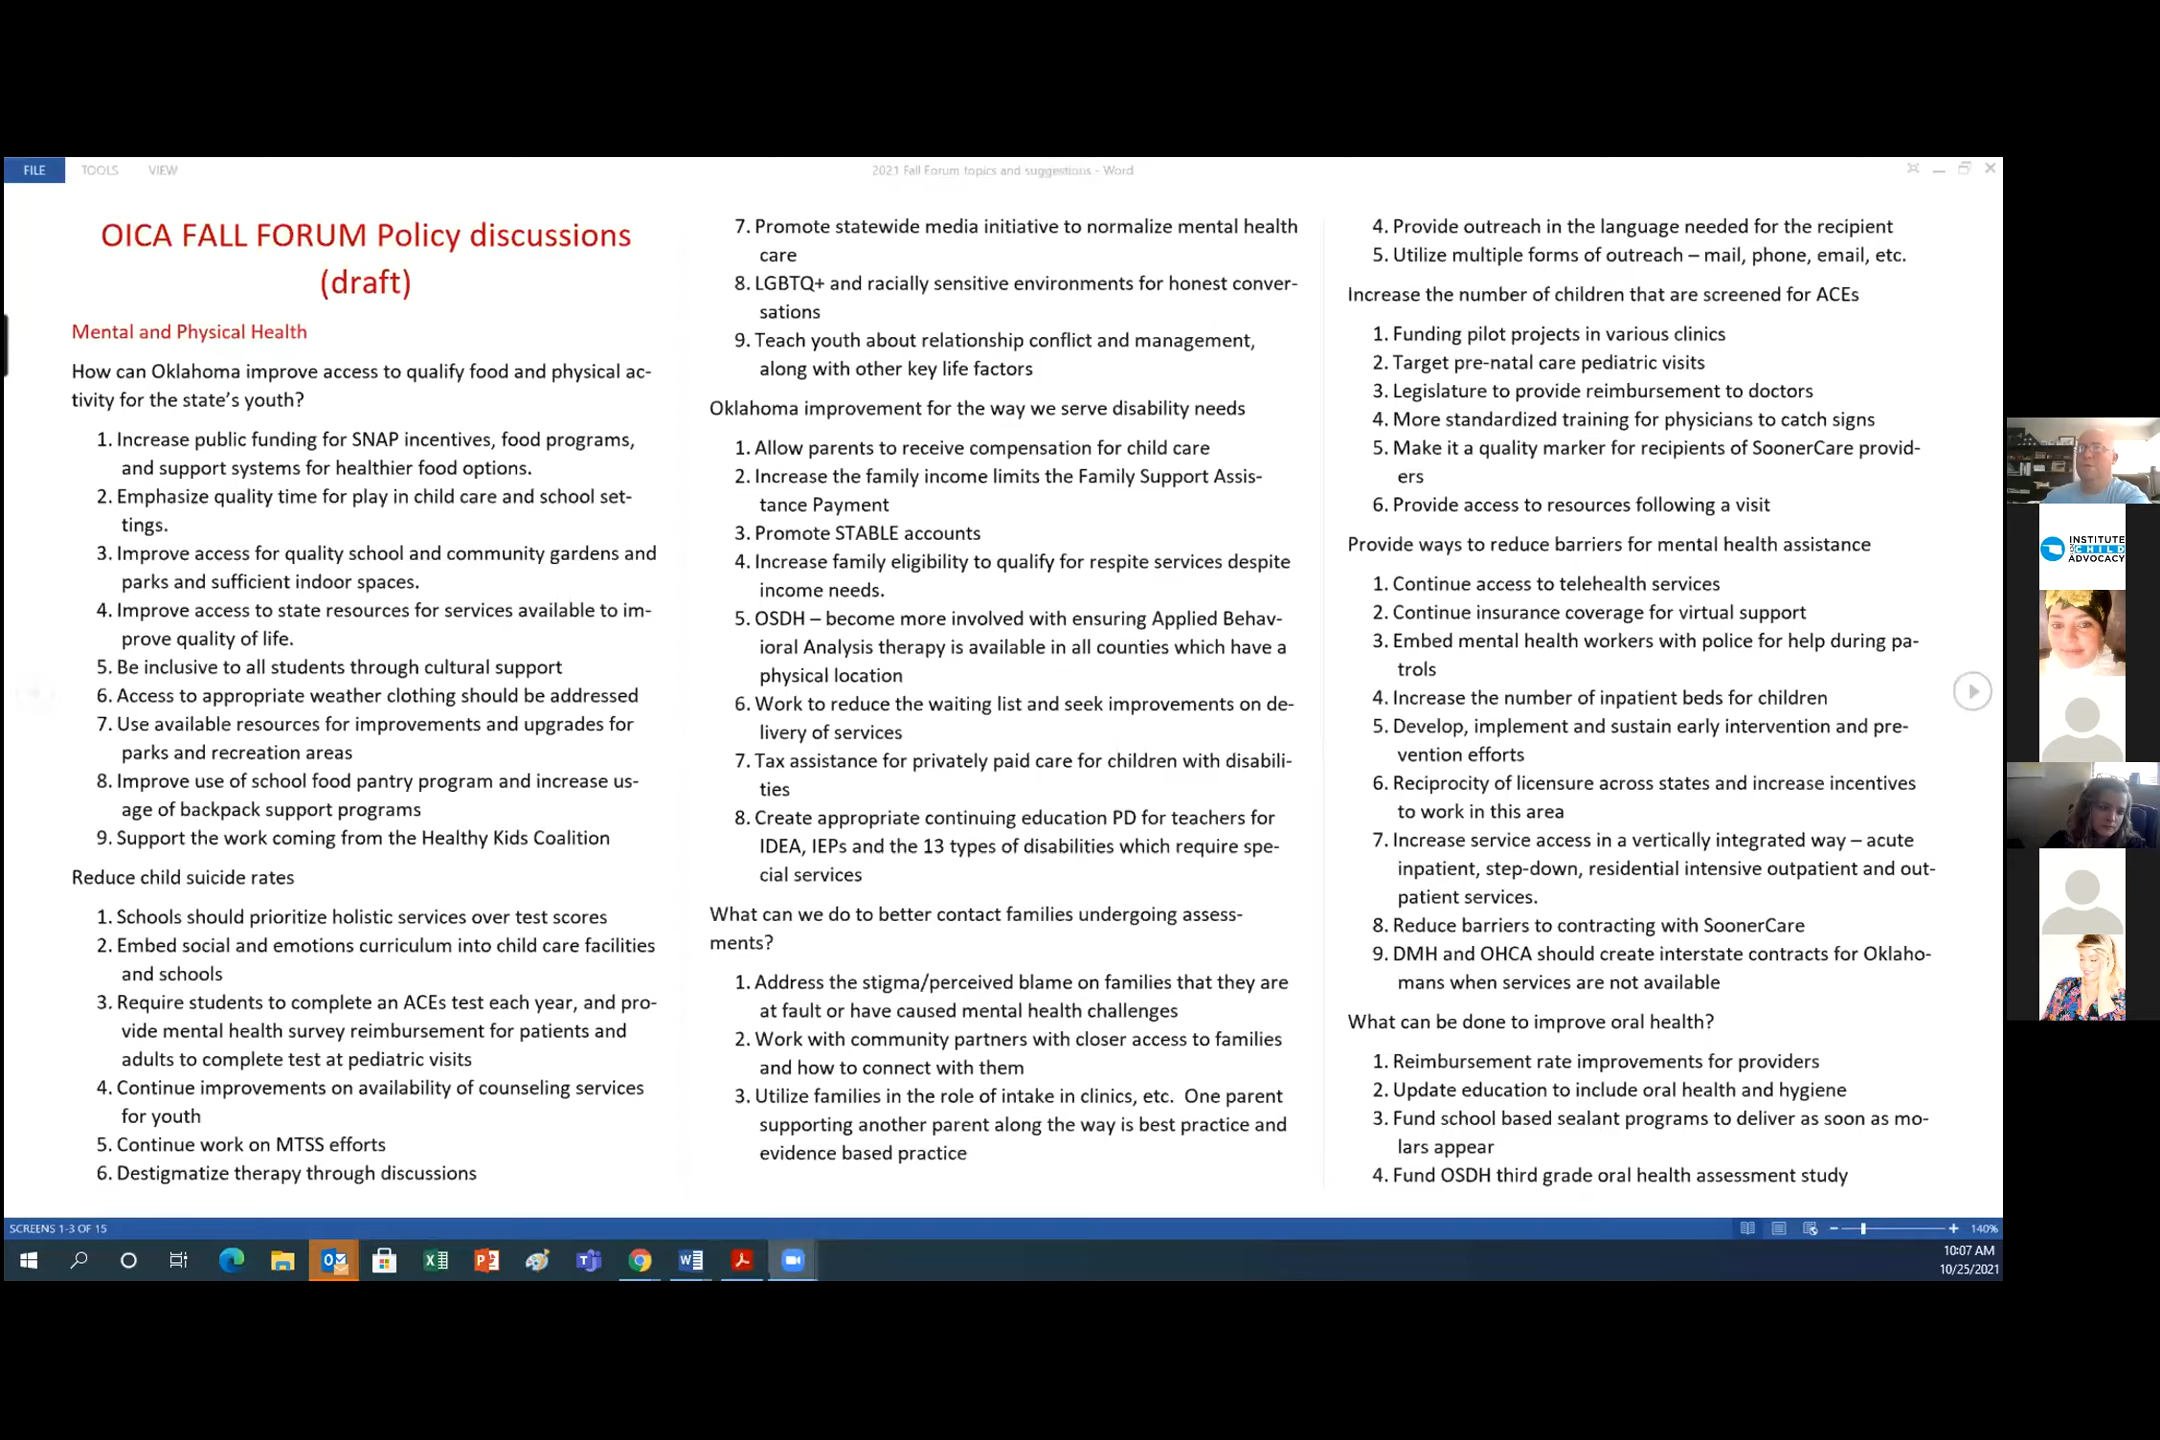 FILE TOOLS VIEW 2021 Fall Forum topics and suggestions - Word
OICA FALL FORUM Policy discussions
(draft)
Mental and Physical Health
How can Oklahoma improve access to qualify food and physical ac-
tivity for the state's youth?
1. Increase public funding for SNAP incentives, food programs,
and support systems for healthier food options.
2. Emphasize quality time for play in child care and school set-
tings.
3. Improve access for quality school and community gardens and
parks and sufficient indoor spaces.
4. Improve access to state resources for services available to im-
prove quality of life.
5. Be inclusive to all students through cultural support
6. Access to appropriate weather clothing should be addressed
7. Use available resources for improvements and upgrades for
parks and recreation areas
8. Improve use of school food pantry program and increase us-
age of backpack support programs
9. Support the work coming from the Healthy Kids Coalition
Reduce child suicide rates
1. Schools should prioritize holistic services over test scores
2. Embed social and emotions curriculum into child care facilities
and schools
3. Require students to complete an ACEs test each year, and pro-
vide mental health survey reimbursement for patients and
adults to complete test at pediatric visits
4. Continue improvements on availability of counseling services
for youth
5. Continue work on MTSS efforts
6. Destigmatize therapy through discussions
7. Promote statewide media initiative to normalize mental health
care
8. LGBTQ+ and racially sensitive environments for honest conver-
sations
9. Teach youth about relationship conflict and management,
along with other key life factors
Oklahoma improvement for the way we serve disability needs
1. Allow parents to receive compensation for child care
2. Increase the family income limits the Family Support Assis-
tance Payment
3. Promote STABLE accounts
4. Increase family eligibility to qualify for respite services despite
income needs.
5. OSDH – become more involved with ensuring Applied Behav-
ioral Analysis therapy is available in all counties which have a
physical location
6. Work to reduce the waiting list and seek improvements on de-
livery of services
7. Tax assistance for privately paid care for children with disabili-
ties
8. Create appropriate continuing education PD for teachers for
IDEA, IEPs and the 13 types of disabilities which require spe-
cial services
What can we do to better contact families undergoing assess-
ments?
1. Address the stigma/perceived blame on families that they are
at fault or have caused mental health challenges
2. Work with community partners with closer access to families
and how to connect with them
3. Utilize families in the role of intake in clinics, etc.  One parent
supporting another parent along the way is best practice and
evidence based practice
4. Provide outreach in the language needed for the recipient
5. Utilize multiple forms of outreach – mail, phone, email, etc.
Increase the number of children that are screened for ACEs
1. Funding pilot projects in various clinics
2. Target pre-natal care pediatric visits
3. Legislature to provide reimbursement to doctors
4. More standardized training for physicians to catch signs
5. Make it a quality marker for recipients of SoonerCare provid-
ers
6. Provide access to resources following a visit
Provide ways to reduce barriers for mental health assistance
1. Continue access to telehealth services
2. Continue insurance coverage for virtual support
3. Embed mental health workers with police for help during pa-
trols
4. Increase the number of inpatient beds for children
5. Develop, implement and sustain early intervention and pre-
vention efforts
6. Reciprocity of licensure across states and increase incentives
to work in this area
7. Increase service access in a vertically integrated way – acute
inpatient, step-down, residential intensive outpatient and out-
patient services.
8. Reduce barriers to contracting with SoonerCare
9. DMH and OHCA should create interstate contracts for Oklaho-
mans when services are not available
What can be done to improve oral health?
1. Reimbursement rate improvements for providers
2. Update education to include oral health and hygiene
3. Fund school based sealant programs to deliver as soon as mo-
lars appear
4. Fund OSDH third grade oral health assessment study
INSTITUTE
CHILD
ADVOCACY
SCREENS 1-3 OF 15
140%
10:07 AM
10/25/2021